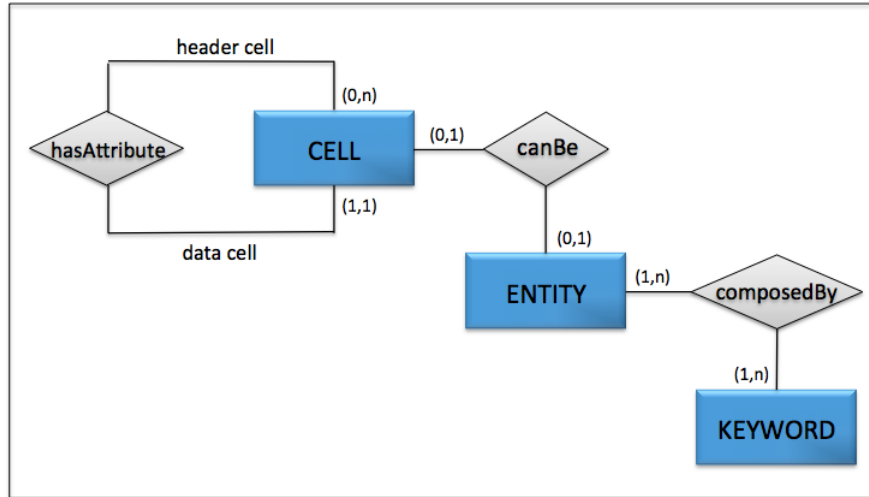 header cell
(0,n)
hasAttribute
CELL
(0,1)
canBe
(1,1)
data cell
(0,1)
ENTITY
(1,n)
composedBy
(1,n)
KEYWORD